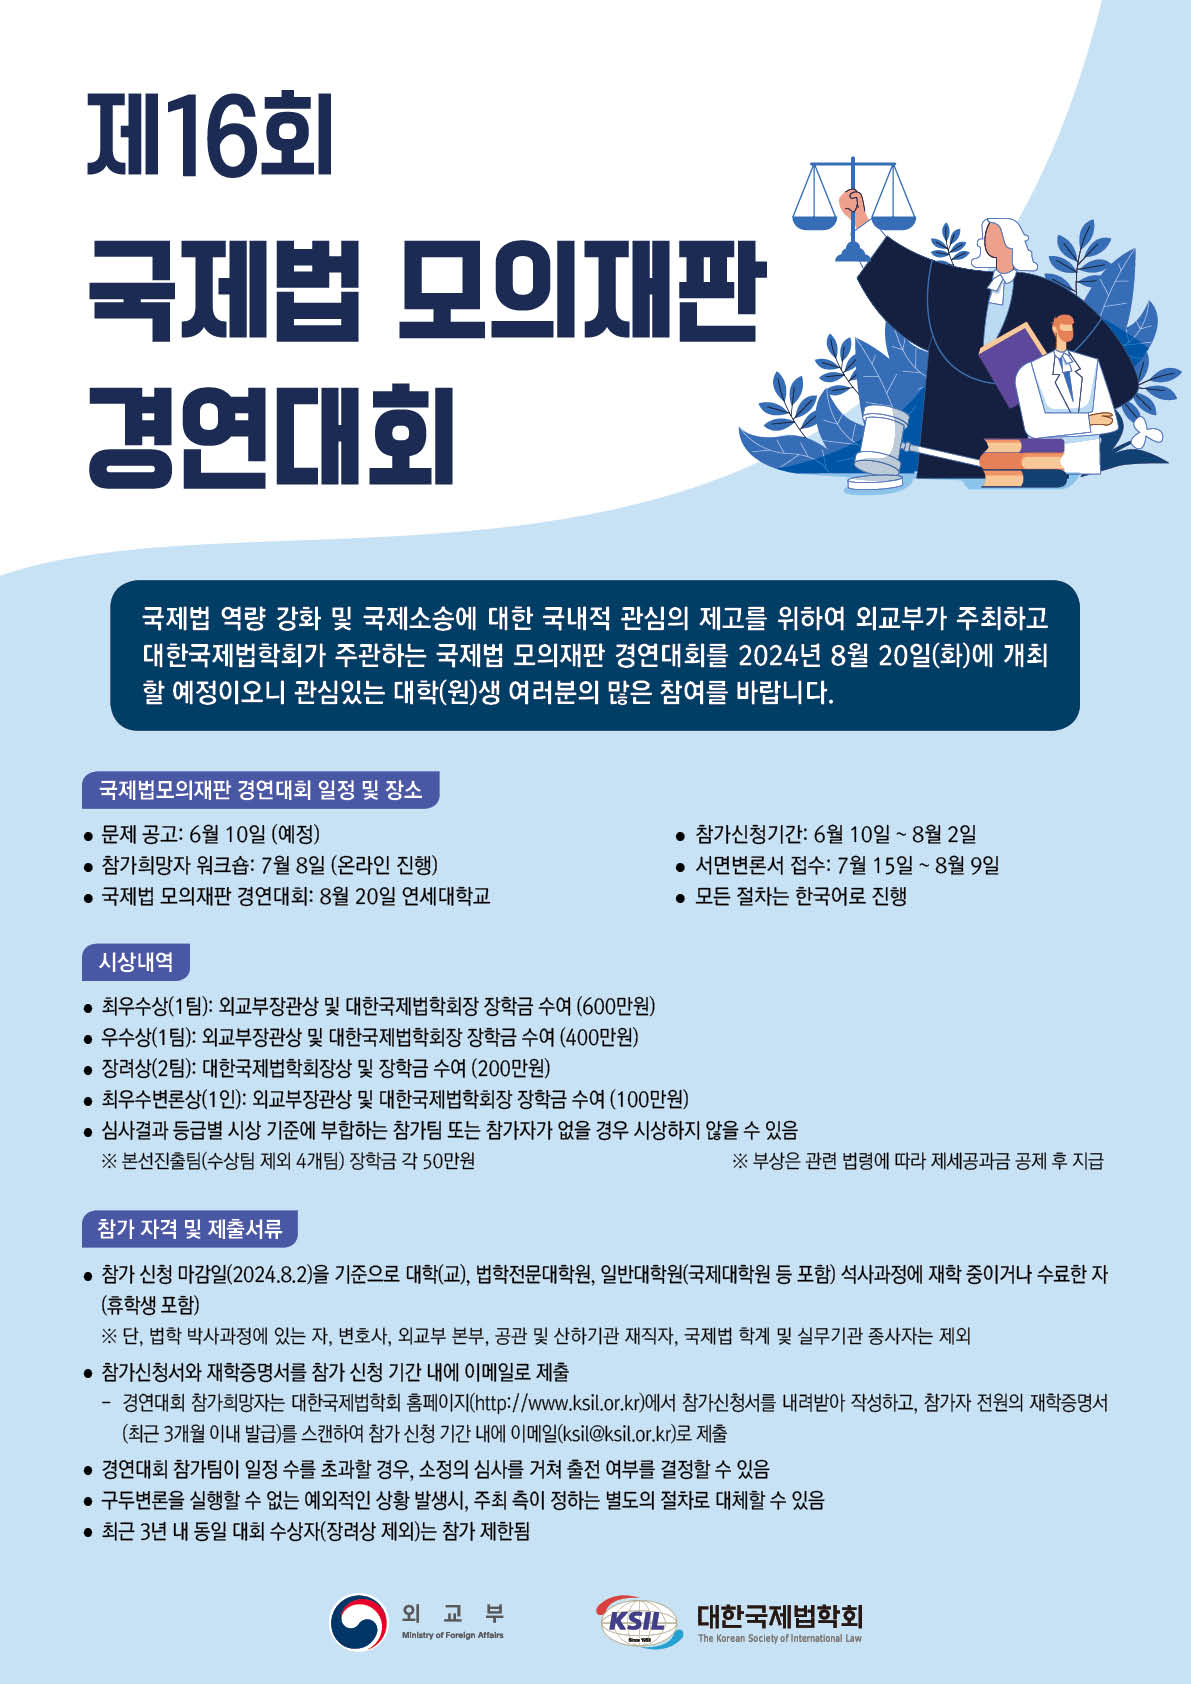 제16회
국제법 모의재판
경연대회
국제법 역량 강화 및 국제소송에 대한 국내적 관심의 제고를 위하여 외교부가 주최하고
대한국제법학회가 주관하는 국제법 모의재판 경연대회를 2024년 8월 20일(화)에 개최
할 예정이오니 관심있는 대학(원)생 여러분의 많은 참여를 바랍니다.
국제법모의재판 경연대회 일정 및 장소
● 문제 공고: 6월 10일 (예정)
● 참가희망자 워크숍: 7월 8일 (온라인 진행)
● 국제법 모의재판 경연대회: 8월 20일 연세대학교
● 참가신청기간: 6월 10일 ~ 8월 2일
● 서면변론서 접수: 7월 15일 ~ 8월 9일
● 모든 절차는 한국어로 진행
시상내역
● 최우수상(1팀): 외교부장관상 및 대한국제법학회장 장학금 수여 (600만원)
● 우수상(1팀): 외교부장관상 및 대한국제법학회장 장학금 수여 (400만원)
● 장려상(2팀): 대한국제법학회장상 및 장학금 수여 (200만원)
● 최우수변론상(1인): 외교부장관상 및 대한국제법학회장 장학금 수여 (100만원)
● 심사결과 등급별 시상 기준에 부합하는 참가팀 또는 참가자가 없을 경우 시상하지 않을 수 있음
※ 본선진출팀(수상팀 제외 4개팀) 장학금 각 50만원
※ 부상은 관련 법령에 따라 제세공과금 공제 후 지급
참가 자격 및 제출서류
● 참가 신청 마감일(2024.8.2)을 기준으로 대학(교), 법학전문대학원, 일반대학원(국제대학원 등 포함) 석사과정에 재학 중이거나 수료한 자
(휴학생 포함)
※ 단, 법학 박사과정에 있는 자, 변호사, 외교부 본부, 공관 및 산하기관 재직자, 국제법 학계 및 실무기관 종사자는 제외
● 참가신청서와 재학증명서를 참가 신청 기간 내에 이메일로 제출
- 경연대회 참가희망자는 대한국제법학회 홈페이지(http://www.ksil.or.kr)에서 참가신청서를 내려받아 작성하고, 참가자 전원의 재학증명서
(최근 3개월 이내 발급)를 스캔하여 참가 신청 기간 내에 이메일(ksil@ksil.or.kr)로 제출
● 경연대회 참가팀이 일정 수를 초과할 경우, 소정의 심사를 거쳐 출전 여부를 결정할 수 있음
● 구두변론을 실행할 수 없는 예외적인 상황 발생시, 주최 측이 정하는 별도의 절차로 대체할 수 있음
● 최근 3년 내 동일 대회 수상자(장려상 제외)는 참가 제한됨
외 교 부
Ministry of Foreign Affairs
KSIL
Since 1953
대한국제법학회
The Korean Society of International Law